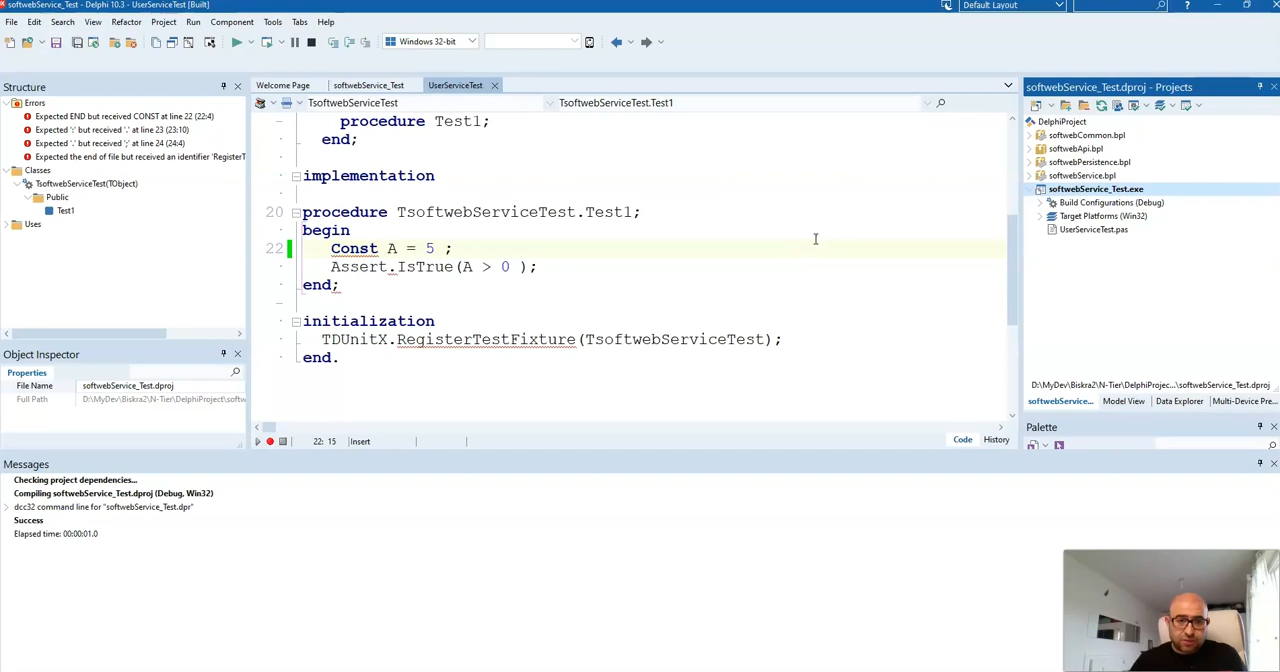 softwebService_Test - Delphi 10.3 - UserServiceTest [Built]
Default Layout
?
File Edit Search View Refactor Project Run Component Tools Tabs Help
Windows 32-bit
Structure
Errors
Expected END but received CONST at line 22 (22:4)
Expected ':' but received '.' at line 23 (23:10)
Expected '.' but received ';' at line 24 (24:4)
Expected the end of file but received an identifier 'RegisterT
Classes
TsoftwebServiceTest(TObject)
Public
Test1
Uses
Object Inspector
Properties
File Name softwebService_Test.dproj
Full Path D:\MyDev\Biskra2\N-Tier\DelphiProject\softw
Welcome Page softwebService_Test UserServiceTest
TsoftwebServiceTest TsoftwebServiceTest.Test1
procedure Test1;
end;
implementation
20 procedure TsoftwebServiceTest.Test1;
begin
22 Const A = 5 ;
Assert.IsTrue(A > 0 );
end;
initialization
TDUnitX.RegisterTestFixture(TsoftwebServiceTest);
end.
22: 15 Insert
Code History
softwebService_Test.dproj - Projects
DelphiProject
softwebCommon.bpl
softwebApi.bpl
softwebPersistence.bpl
softwebService.bpl
softwebService_Test.exe
Build Configurations (Debug)
Target Platforms (Win32)
UserServiceTest.pas
D:\MyDev\Biskra2\N-Tier\DelphiProjec...\softwebService_Test.dproj
softwebService... Model View Data Explorer Multi-Device Pre...
Palette
Messages
Checking project dependencies...
Compiling softwebService_Test.dproj (Debug, Win32)
dcc32 command line for "softwebService_Test.dpr"
Success
Elapsed time: 00:00:01.0